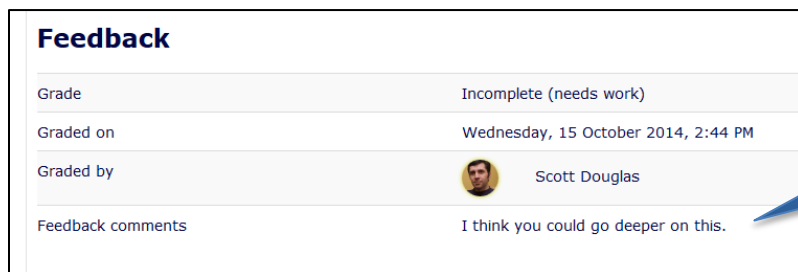 Feedback
Grade Incomplete (needs work)
Graded on Wednesday, 15 October 2014, 2:44 PM
Graded by Scott Douglas
Feedback comments I think you could go deeper on this.